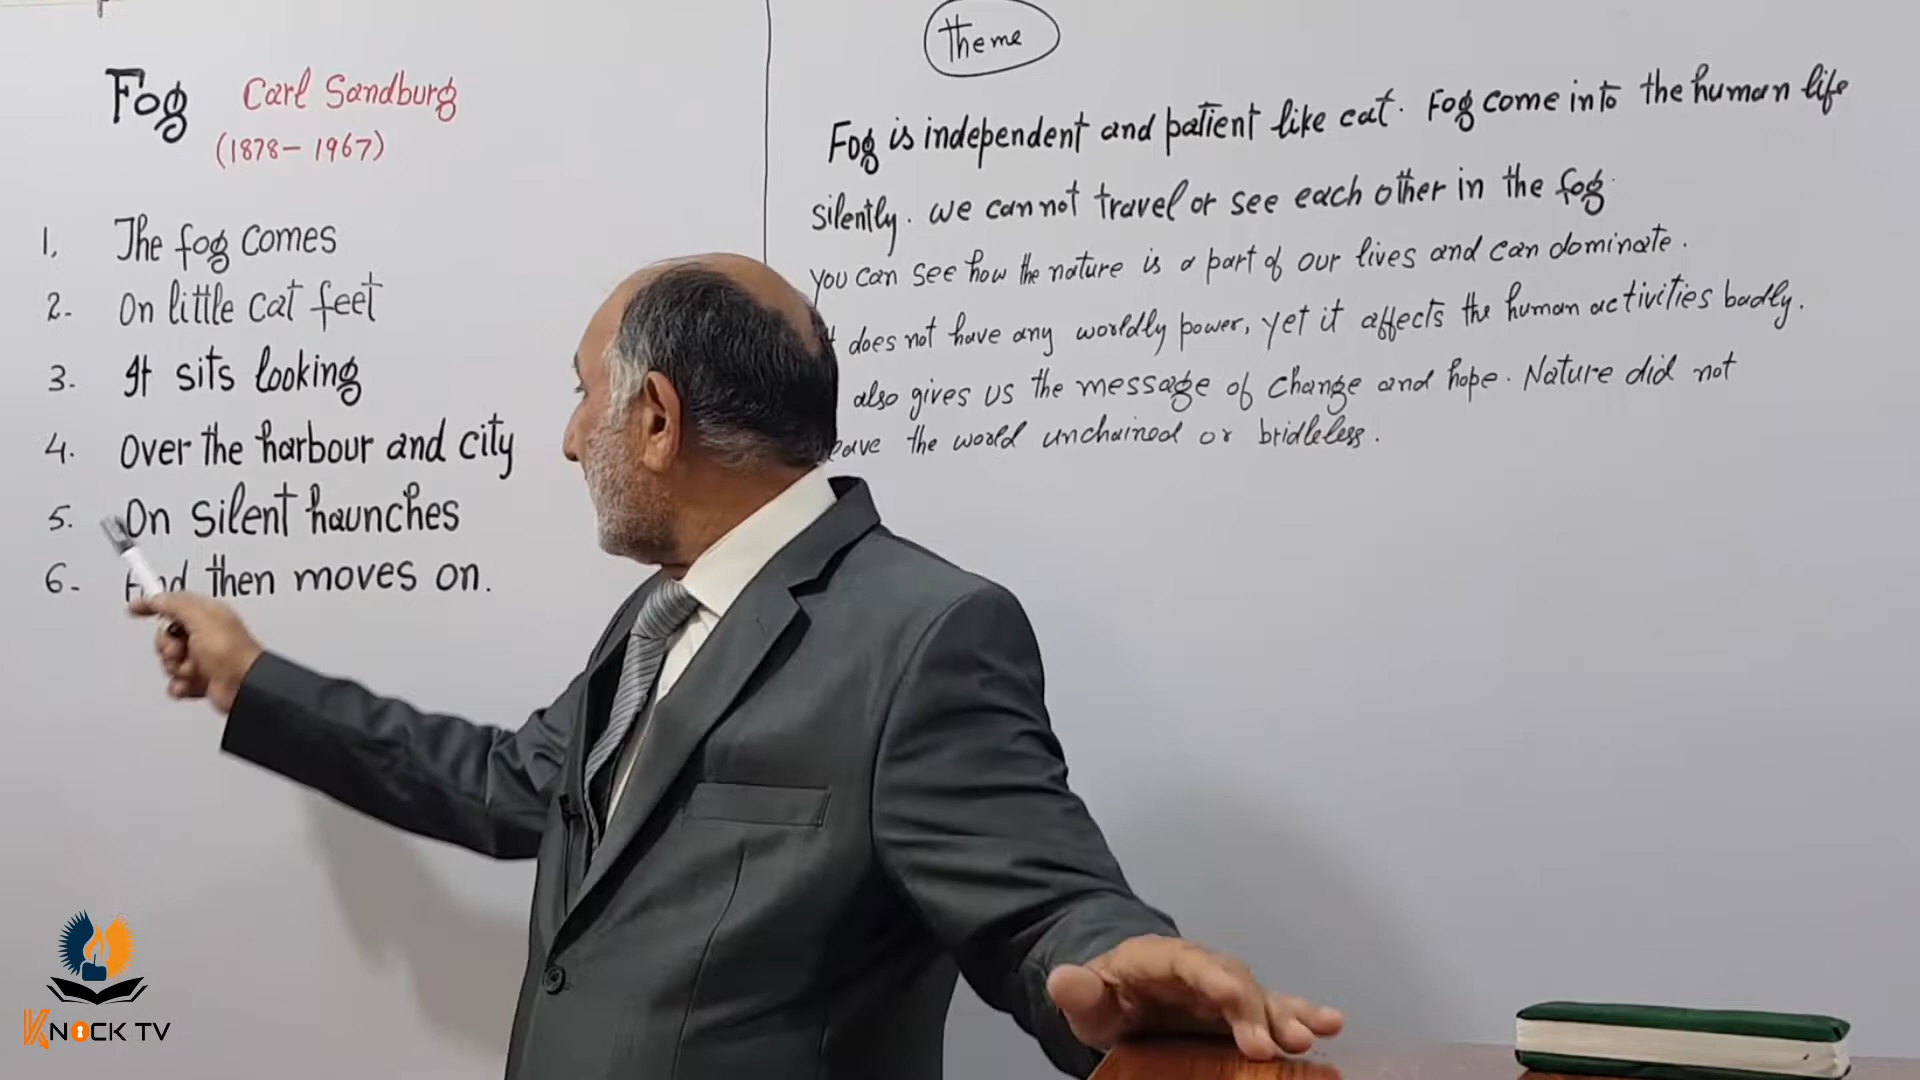 Fog Carl Sandburg
(1878-1967)
1. The fog comes
2. On little cat feet
3. It sits looking
4. Over the harbour and city
5. On silent haunches
6. And then moves on.
Theme
Fog is independent and patient like cat. Fog come into the human life
silently. we cannot travel or see each other in the fog.
you can see how the nature is a part of our lives and can dominate.
does not have any worldly power, yet it affects the human activities badly.
also gives us the message of change and hope. Nature did not
the world unchained or bridleless.
KNOCK TV